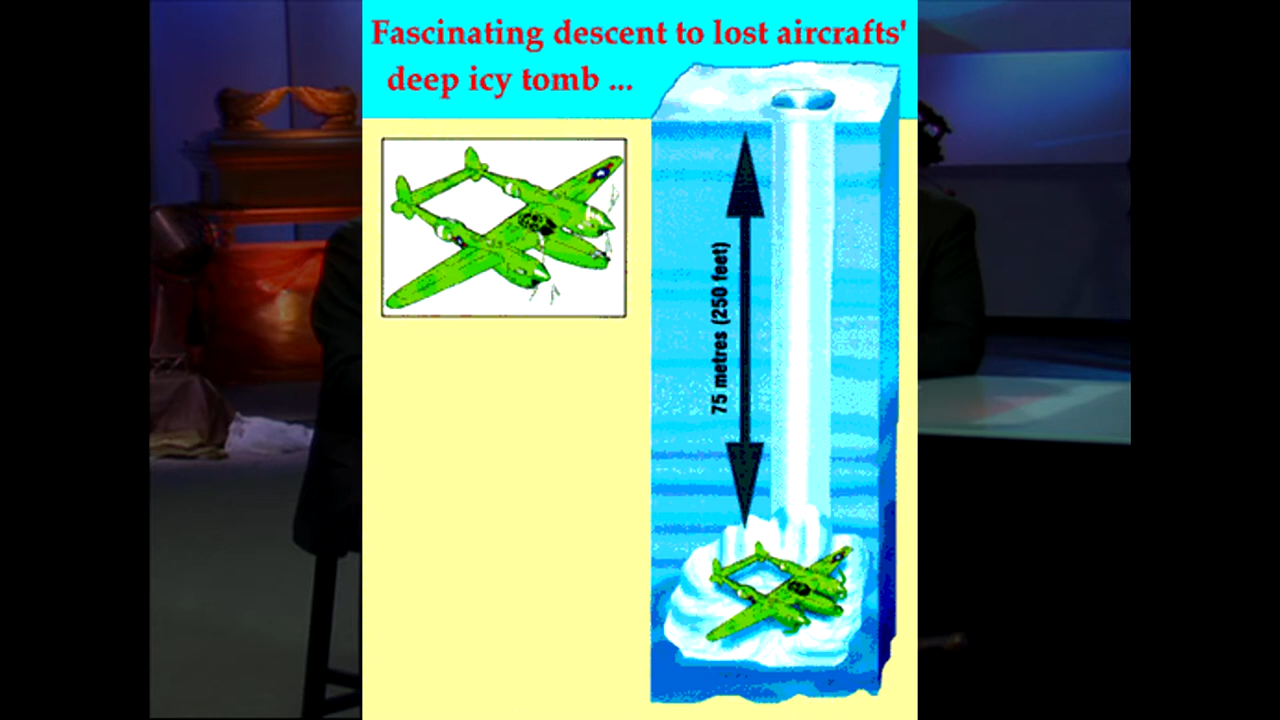 Fascinating descent to lost aircrafts'
deep icy tomb ...
75 metres (250 feet)